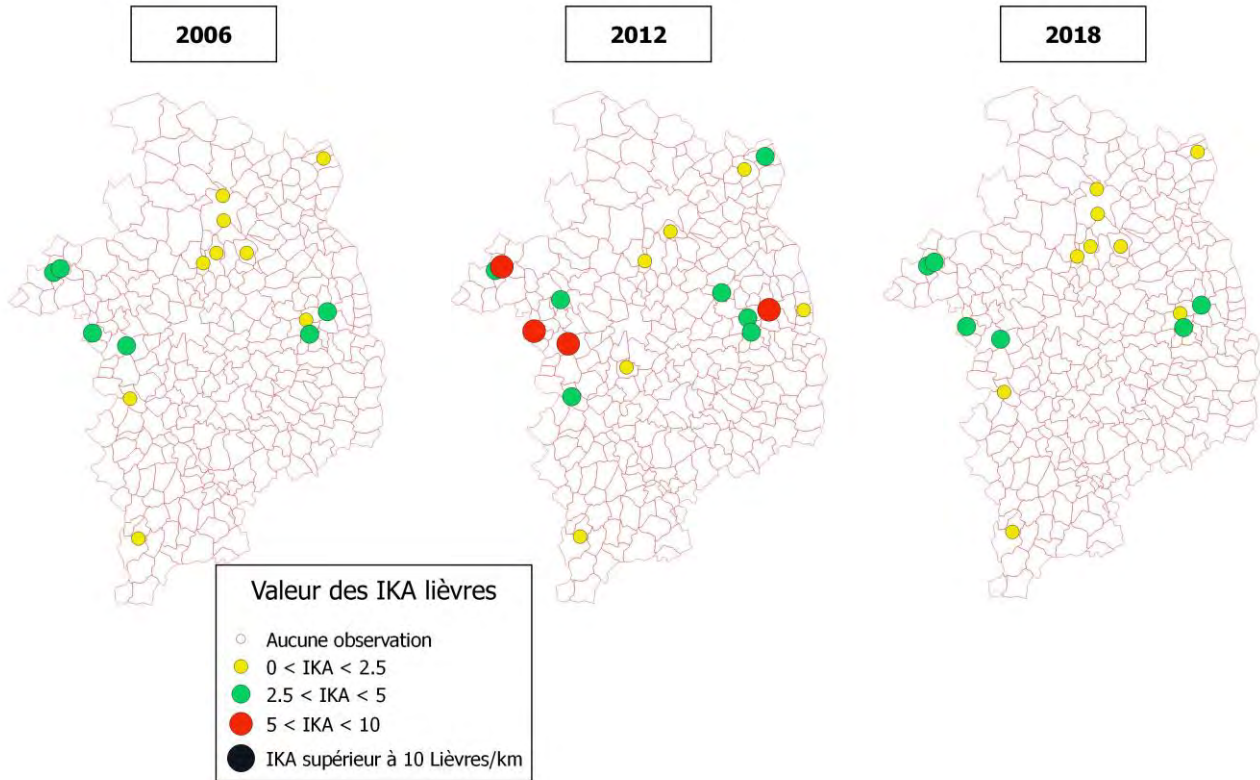 2006
2012
2018
Valeur des IKA lièvres
Aucune observation
0 < IKA < 2.5
2.5 < IKA < 5
5 < IKA < 10
IKA supérieur à 10 Lièvres/km